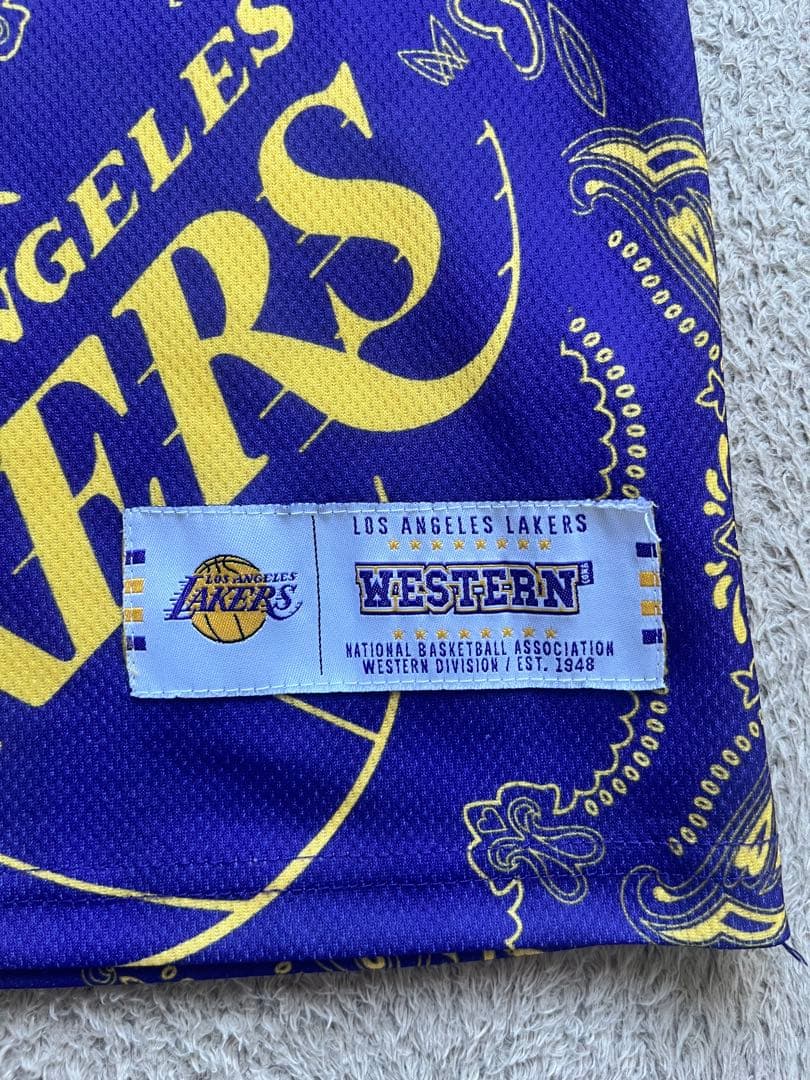 NGELES
ERS
LOS ANGELES LAKERS
LOS ANGELES
LAKERS
WESTERN
NATIONAL BASKETBALL ASSOCIATION
WESTERN DIVISION / EST. 1948